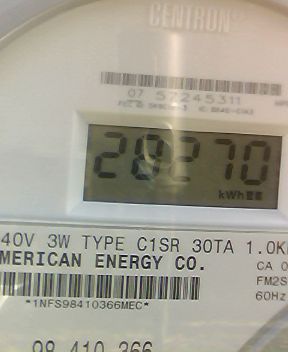 CENTRON®
07 57245311
28270
kWh
40V 3W TYPE C1SR 30TA 1.0K
MERICAN ENERGY CO.
CA 0
FM2S
60Hz
*1NFS98410366MEC*
98 410 366